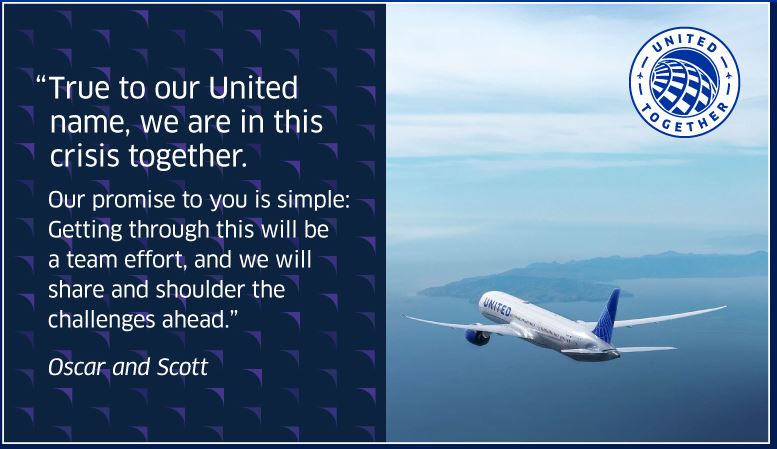 “True to our United
name, we are in this
crisis together.
Our promise to you is simple:
Getting through this will be
a team effort, and we will
share and shoulder the
challenges ahead.”
Oscar and Scott
UNITED
TOGETHER
UNITED